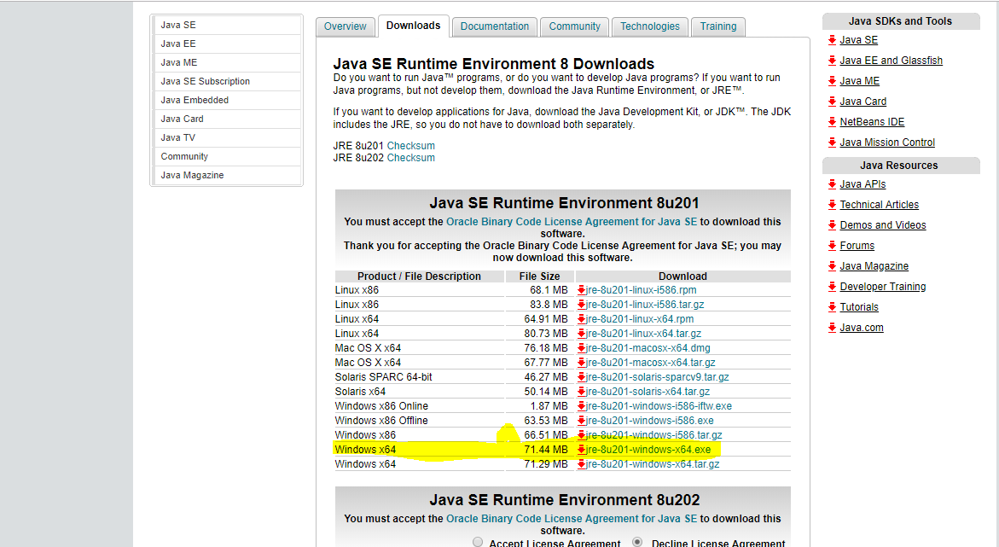 Java SE
Java EE
Java ME
Java SE Subscription
Java Embedded
Java Card
Java TV
Community
Java Magazine
Overview Downloads Documentation Community Technologies Training
Java SE Runtime Environment 8 Downloads
Do you want to run Java™ programs, or do you want to develop Java programs? If you want to run
Java programs, but not develop them, download the Java Runtime Environment, or JRE™.
If you want to develop applications for Java, download the Java Development Kit, or JDK™. The JDK
includes the JRE, so you do not have to download both separately.
JRE 8u201 Checksum
JRE 8u202 Checksum
Java SE Runtime Environment 8u201
You must accept the Oracle Binary Code License Agreement for Java SE to download this
software.
Thank you for accepting the Oracle Binary Code License Agreement for Java SE; you may
now download this software.
Product / File Description File Size Download
Linux x86 68.1 MB jre-8u201-linux-i586.rpm
Linux x86 83.8 MB jre-8u201-linux-i586.tar.gz
Linux x64 64.91 MB jre-8u201-linux-x64.rpm
Linux x64 80.73 MB jre-8u201-linux-x64.tar.gz
Mac OS X x64 76.18 MB jre-8u201-macosx-x64.dmg
Mac OS X x64 67.77 MB jre-8u201-macosx-x64.tar.gz
Solaris SPARC 64-bit 46.27 MB jre-8u201-solaris-sparcv9.tar.gz
Solaris x64 50.14 MB jre-8u201-solaris-x64.tar.gz
Windows x86 Online 1.87 MB jre-8u201-windows-i586-iftw.exe
Windows x86 Offline 63.53 MB jre-8u201-windows-i586.exe
Windows x86 66.51 MB jre-8u201-windows-i586.tar.gz
Windows x64 71.44 MB jre-8u201-windows-x64.exe
Windows x64 71.29 MB jre-8u201-windows-x64.tar.gz
Java SE Runtime Environment 8u202
You must accept the Oracle Binary Code License Agreement for Java SE to download this
software.
Accept License Agreement Decline License Agreement
Java SDKs and Tools
Java SE
Java EE and Glassfish
Java ME
Java Card
NetBeans IDE
Java Mission Control
Java Resources
Java APIs
Technical Articles
Demos and Videos
Forums
Java Magazine
Developer Training
Tutorials
Java.com